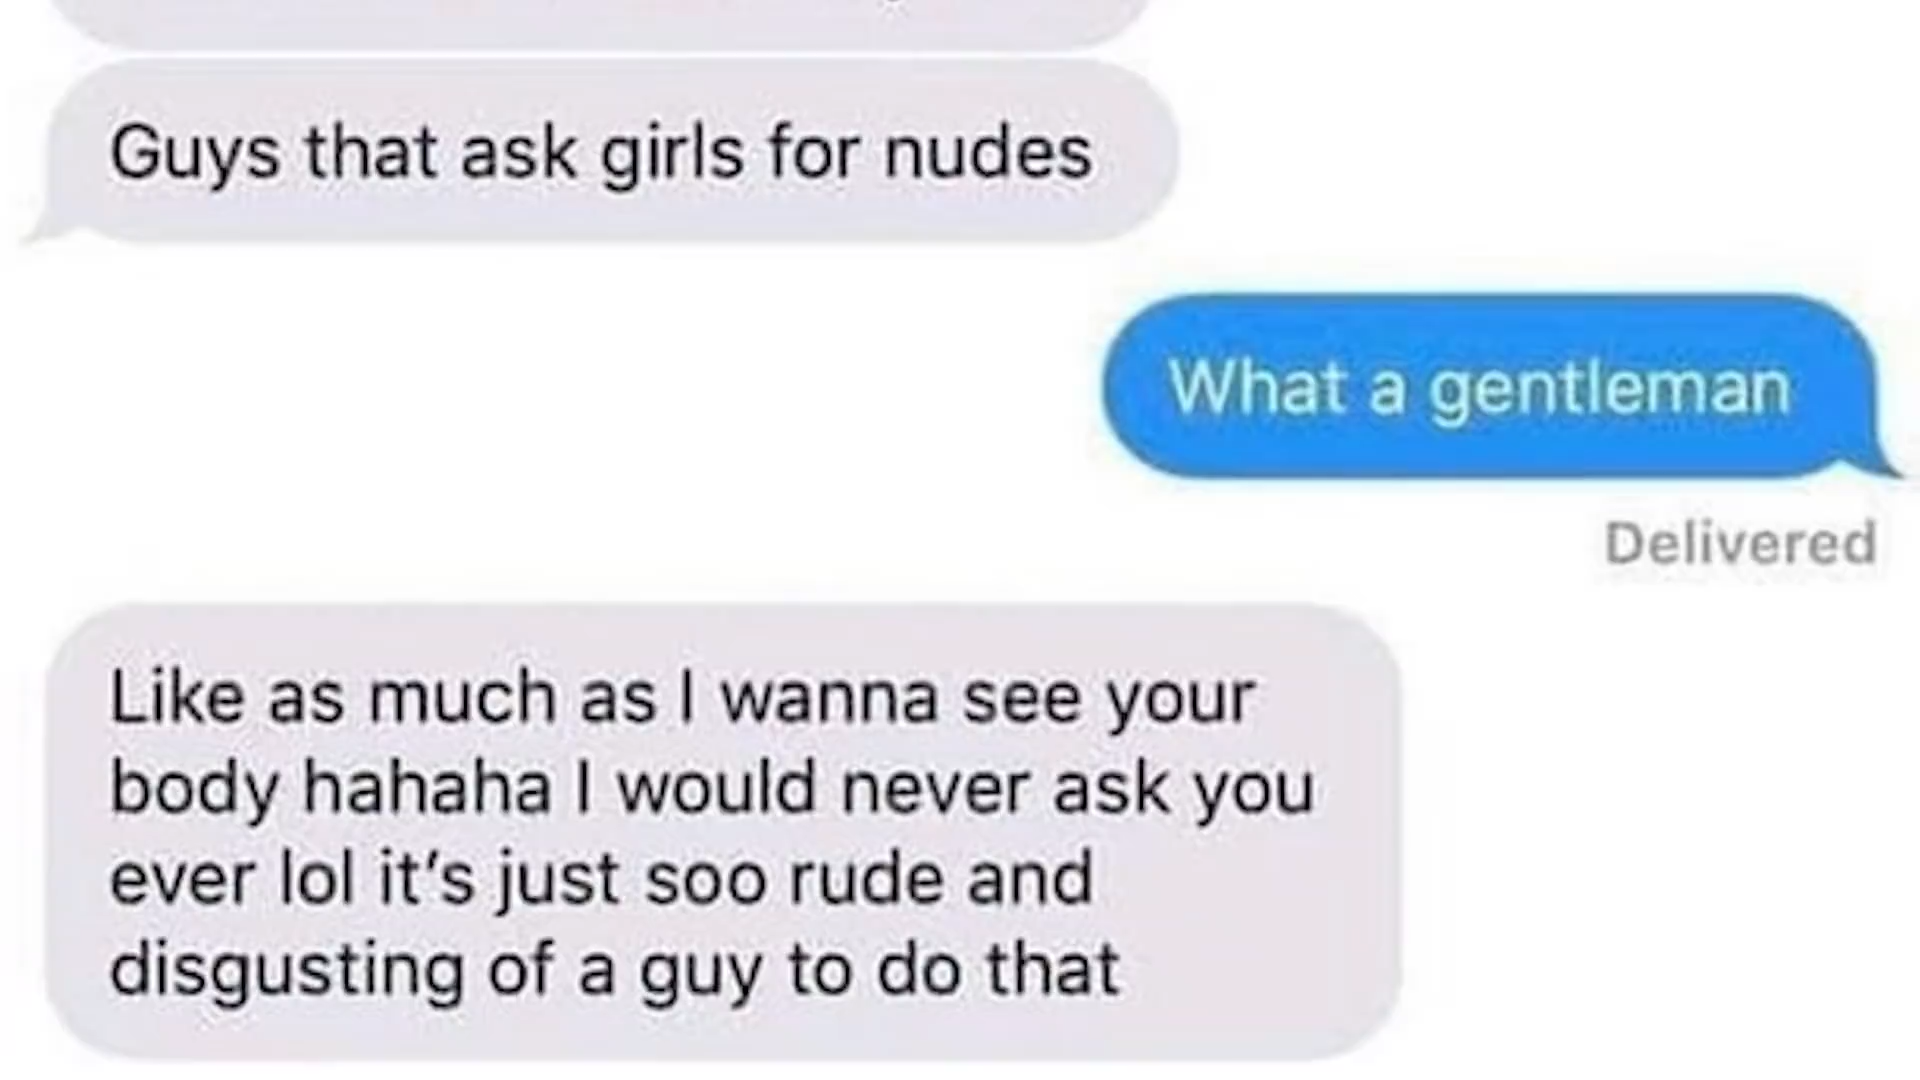 Guys that ask girls for nudes
What a gentleman
Delivered
Like as much as I wanna see your
body hahaha I would never ask you
ever lol it's just soo rude and
disgusting of a guy to do that